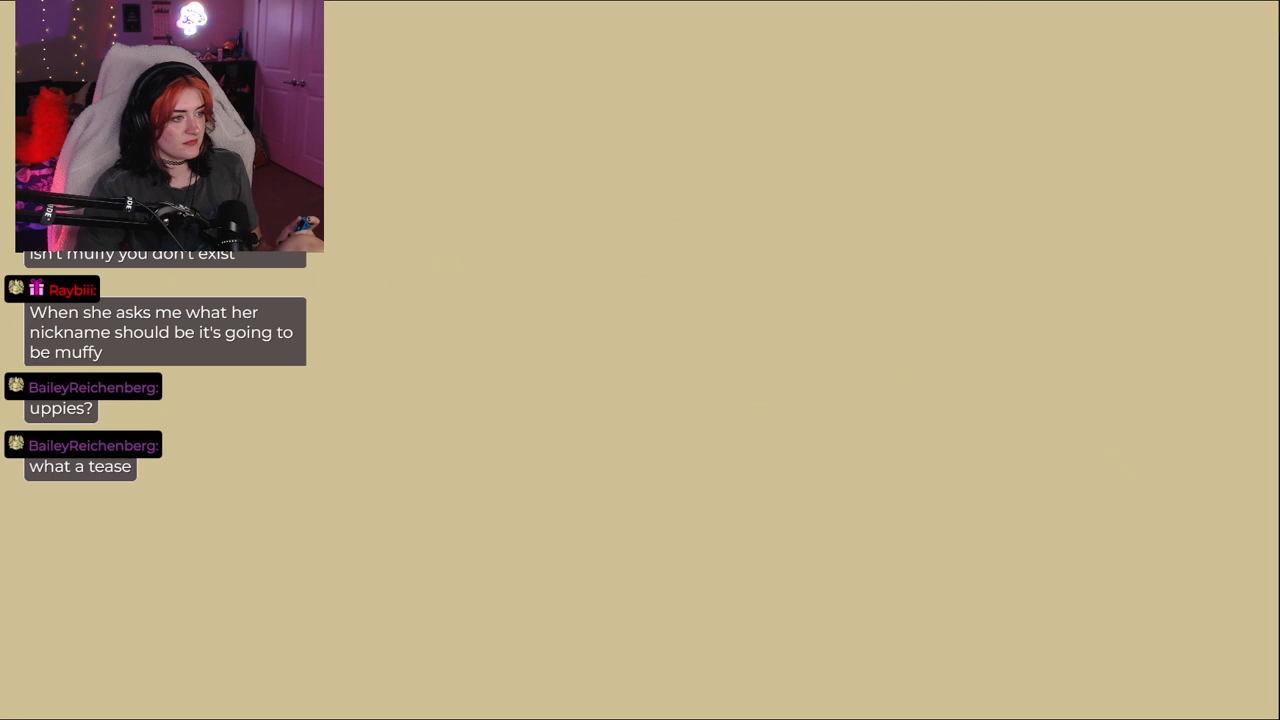 isn't muffy you don't exist
Raybiii:
When she asks me what her
nickname should be it's going to
be muffy
BaileyReichenberg:
uppies?
BaileyReichenberg:
what a tease